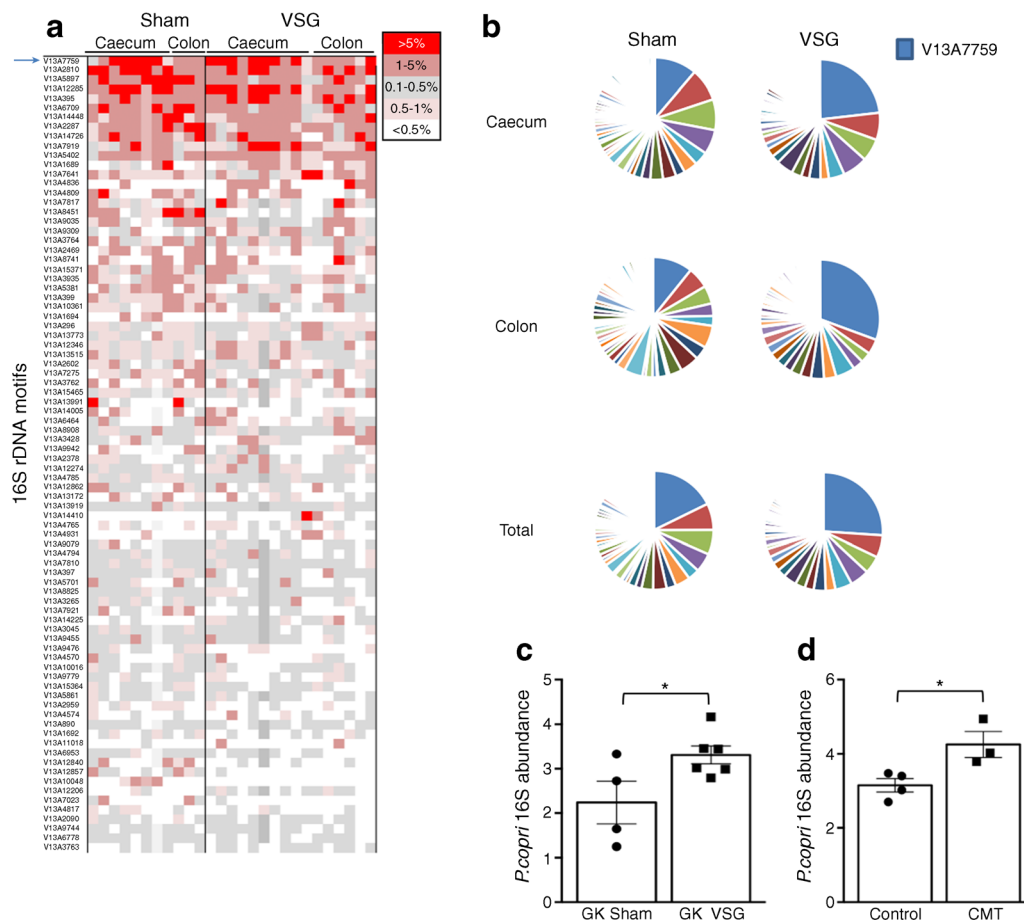 a
Sham
VSG
Caecum
Colon
Caecum
Colon
>5%
1-5%
0.1-0.5%
0.5-1%
<0.5%
16S rDNA motifs
V13A7759
V13A2810
V13A5897
V13A12285
V13A395
V13A6709
V13A14448
V13A2287
V13A14726
V13A7919
V13A5402
V13A1689
V13A7641
V13A4836
V13A4809
V13A7817
V13A8451
V13A9035
V13A9309
V13A3764
V13A2469
V13A8741
V13A15371
V13A3935
V13A5381
V13A399
V13A10361
V13A1694
V13A296
V13A13773
V13A12346
V13A13515
V13A2602
V13A7275
V13A3762
V13A15465
V13A13991
V13A14005
V13A6464
V13A8908
V13A3428
V13A9942
V13A2378
V13A12274
V13A4785
V13A12862
V13A13172
V13A13919
V13A14410
V13A4765
V13A4931
V13A9079
V13A4794
V13A7810
V13A397
V13A5701
V13A8825
V13A3265
V13A7921
V13A14225
V13A3045
V13A9455
V13A9476
V13A4570
V13A10016
V13A9779
V13A15364
V13A5861
V13A2959
V13A4574
V13A890
V13A1692
V13A11018
V13A6953
V13A12840
V13A12857
V13A10048
V13A12206
V13A7023
V13A4817
V13A2090
V13A9744
V13A6778
V13A3763
b
Sham
VSG
V13A7759
Caecum
Colon
Total
c
P.copri 16S abundance
5
4
3
2
1
0
*
GK Sham
GK VSG
d
P.copri 16S abundance
6
4
2
0
*
Control
CMT